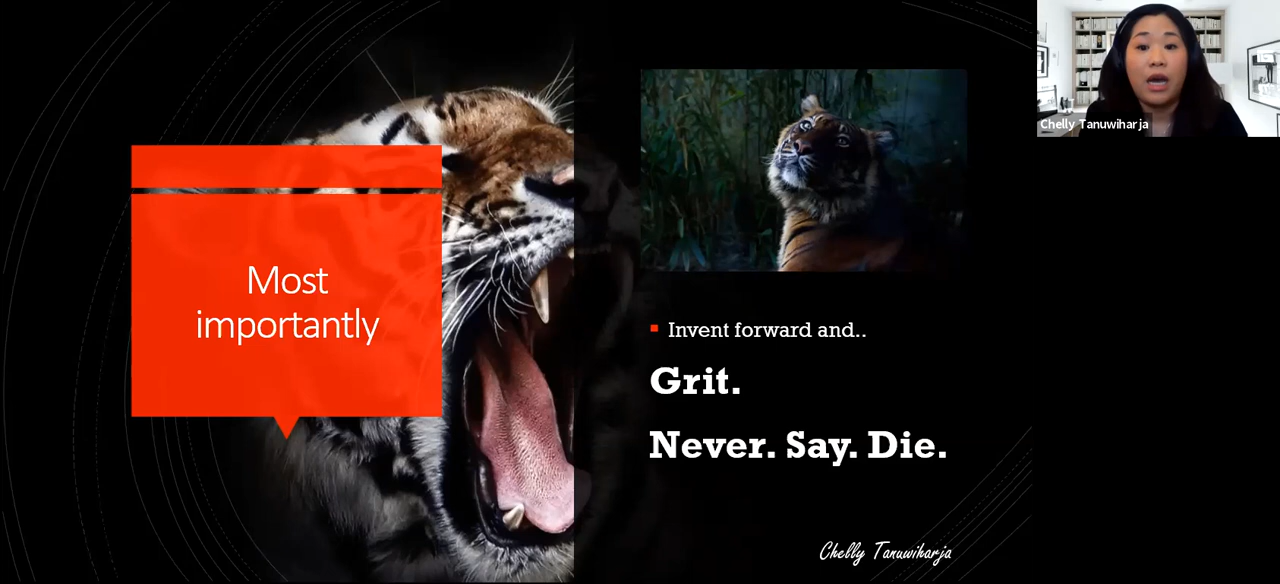 Most
importantly
Invent forward and..
Grit.
Never. Say. Die.
Chelly Tanuwiharja
Chelly Tanuwiharja